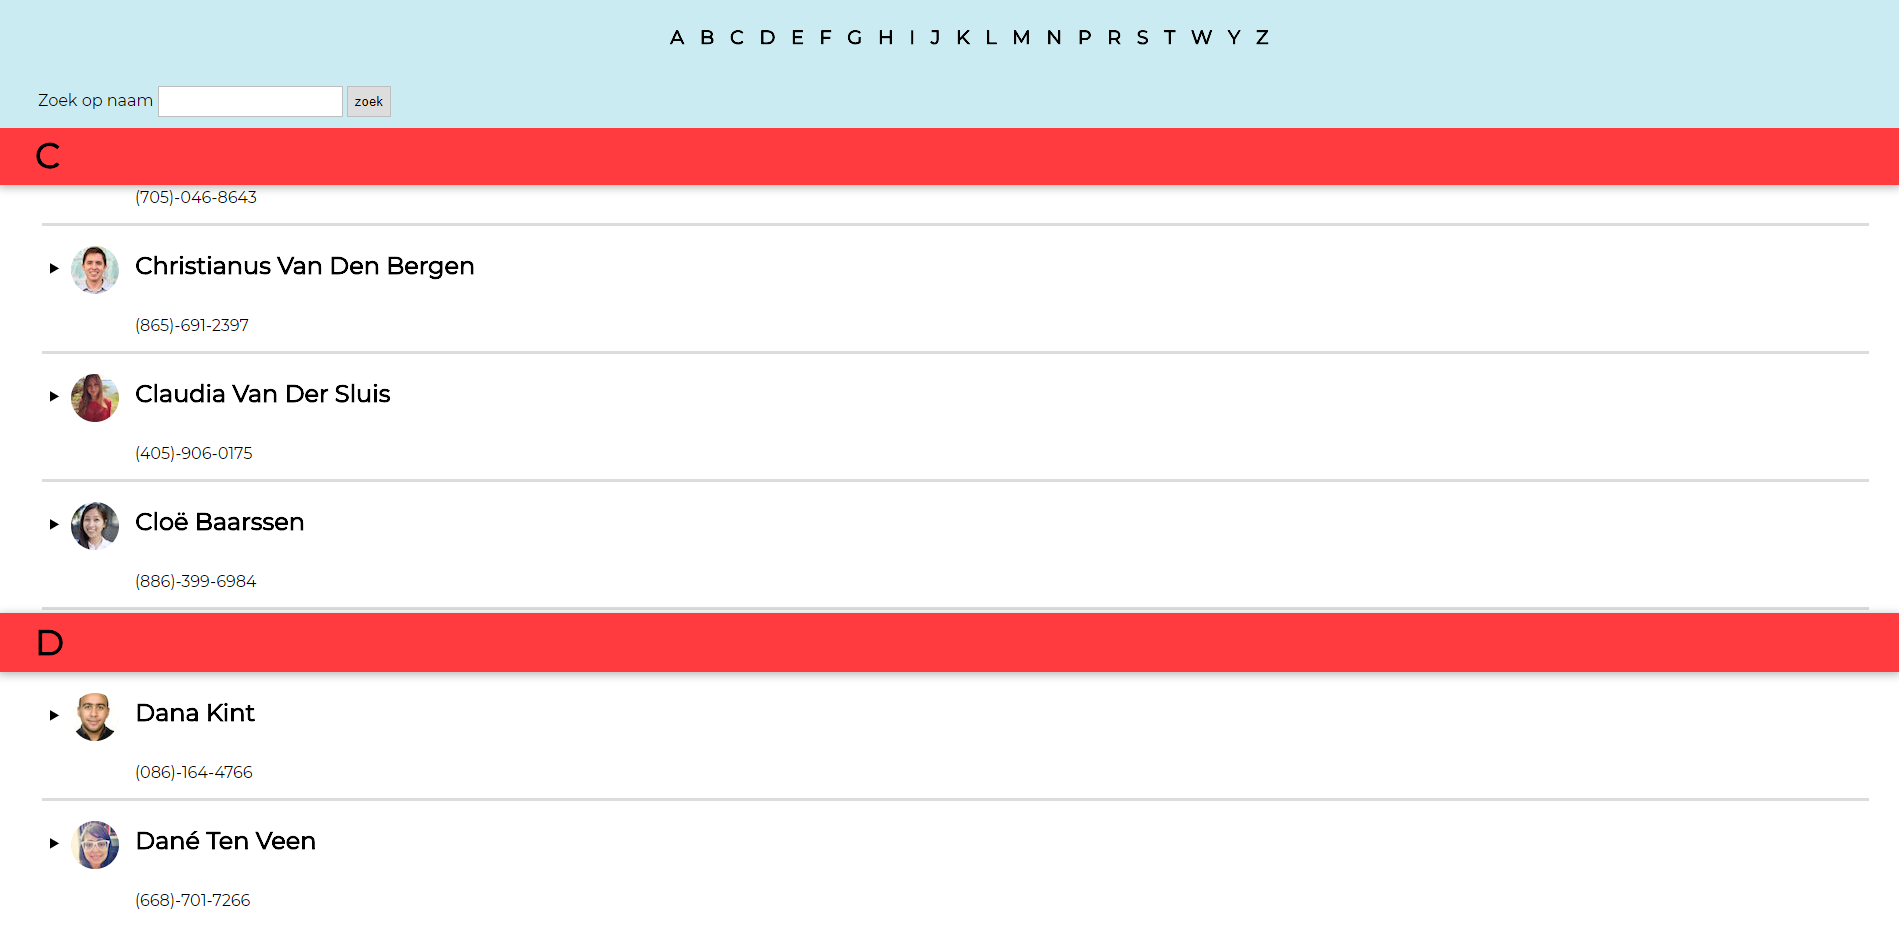 A B C D E F G H I J K L M N P R S T W Y Z
Zoek op naam zoek
C
(705)-046-8643
Christianus Van Den Bergen
(865)-691-2397
Claudia Van Der Sluis
(405)-906-0175
Cloë Baarssen
(886)-399-6984
D
Dana Kint
(086)-164-4766
Dané Ten Veen
(668)-701-7266